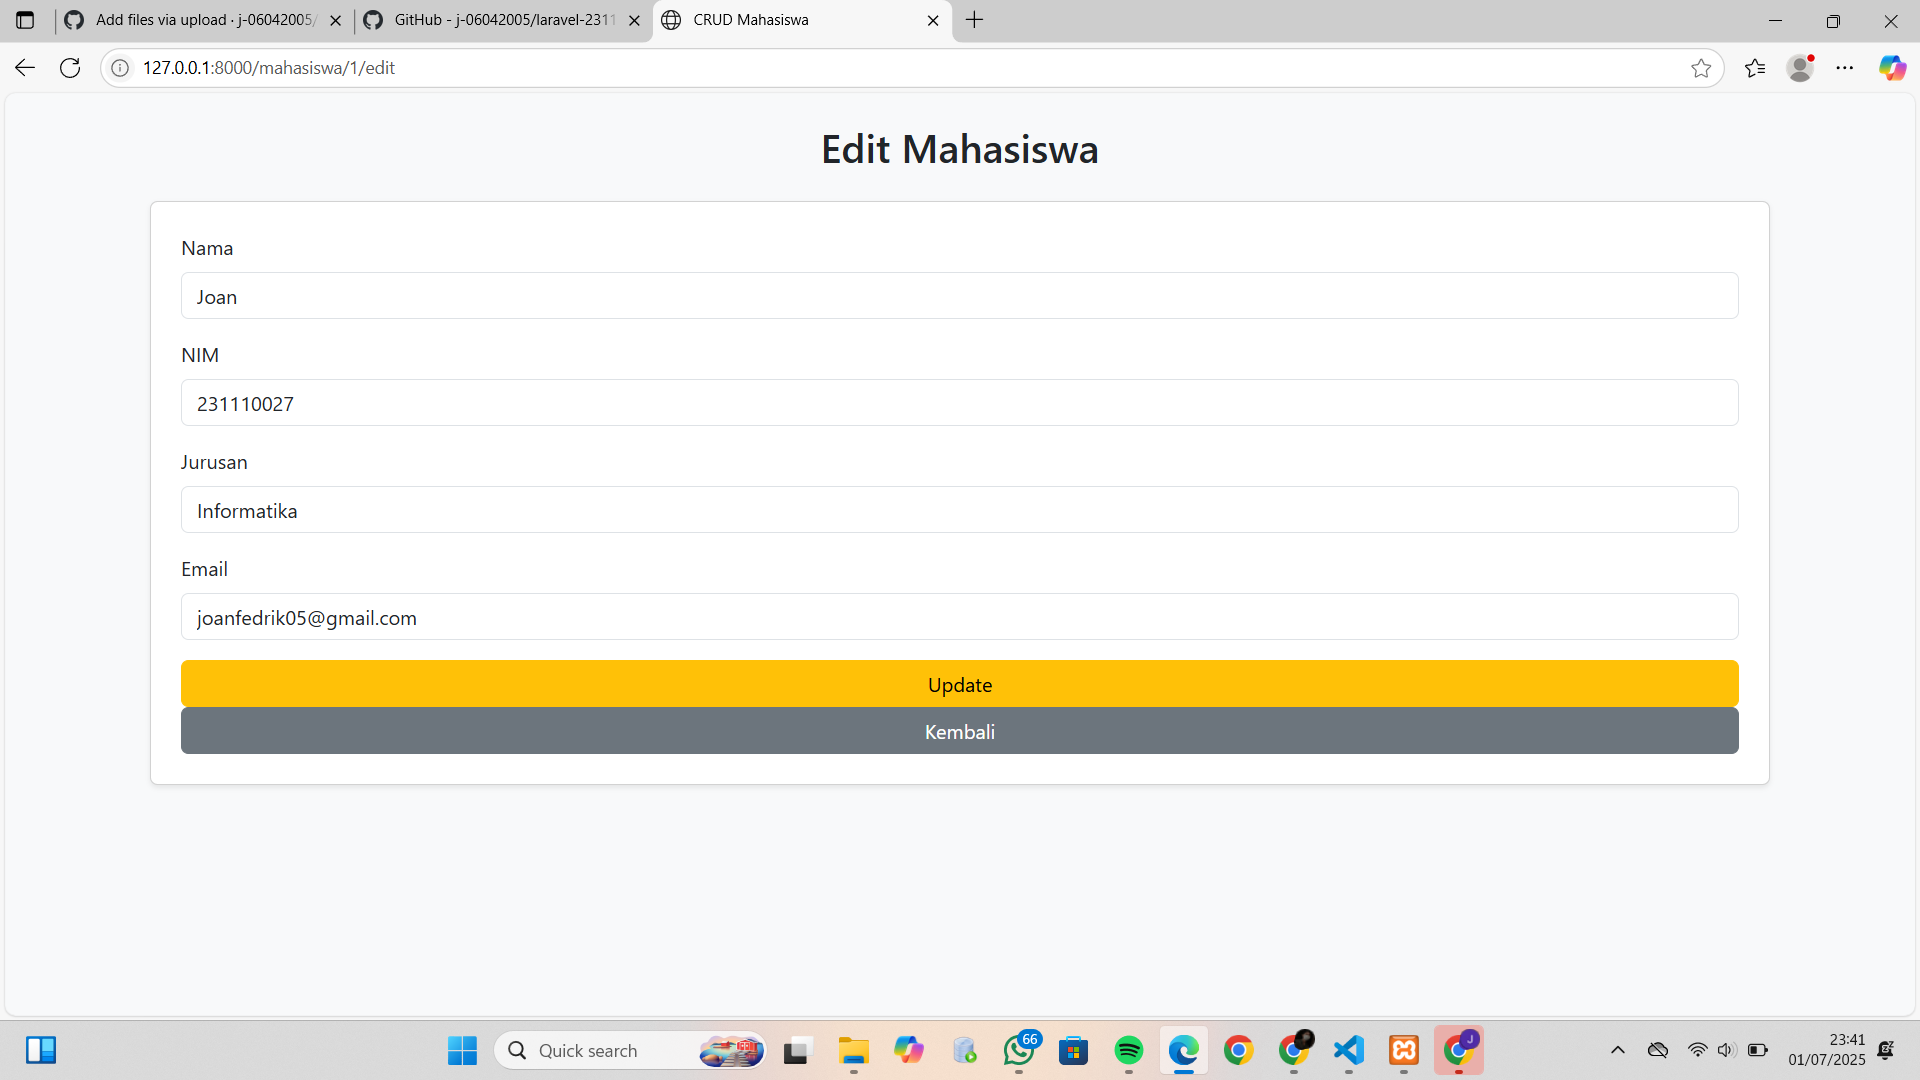 Add files via upload · j-06042005/
GitHub - j-06042005/laravel-2311
CRUD Mahasiswa
127.0.0.1:8000/mahasiswa/1/edit
Edit Mahasiswa
Nama
Joan
NIM
231110027
Jurusan
Informatika
Email
joanfedrik05@gmail.com
Update
Kembali
Quick search
66
J
23:41
01/07/2025